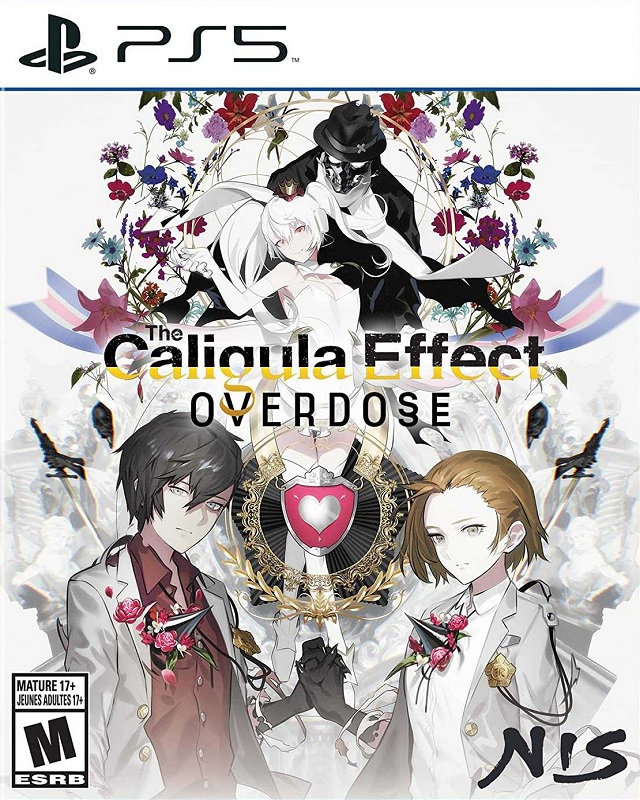 PS5
The
Caligula Effect
OVERDOSE
MATURE 17+
JEUNES ADULTES 17+
M
ESRB
NIS